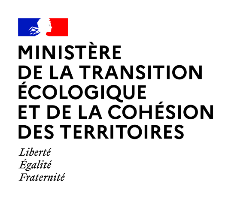 MINISTÈRE
DE LA TRANSITION
ÉCOLOGIQUE
ET DE LA COHÉSION
DES TERRITOIRES
Liberté
Égalité
Fraternité